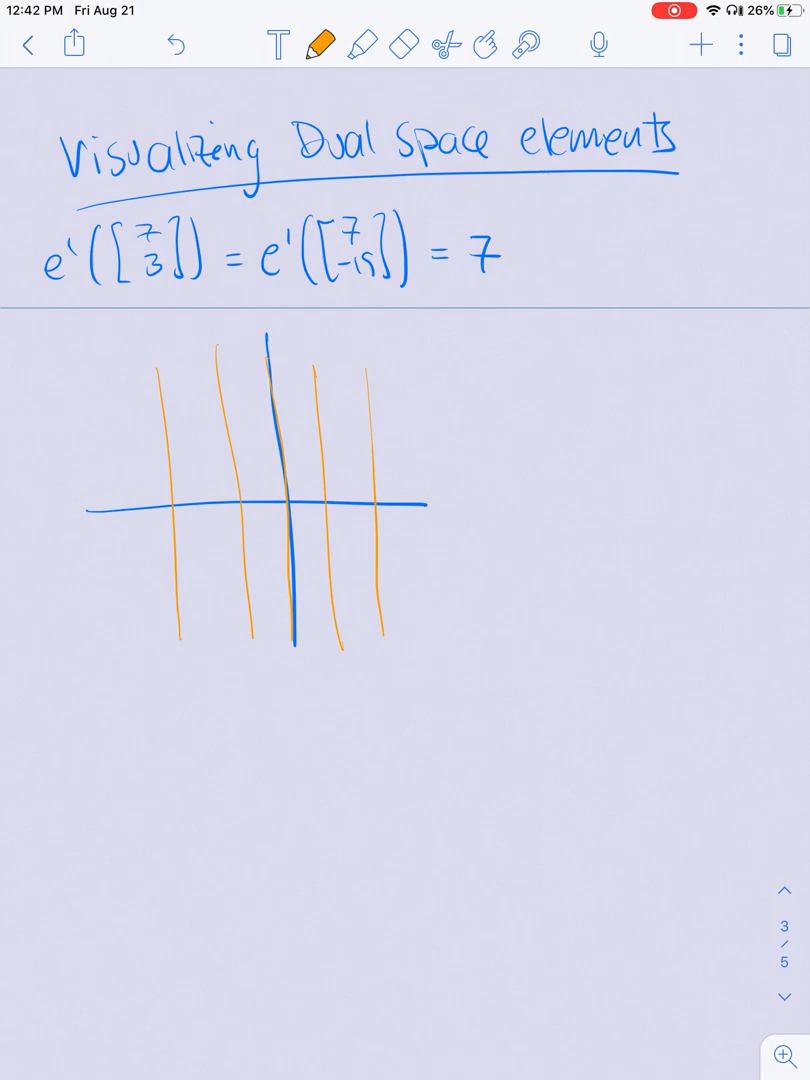 12:42 PM Fri Aug 21
26%
T
Visualizing Dual space elements
e¹([7 3]) = e¹([7 -15]) = 7
3
/
5